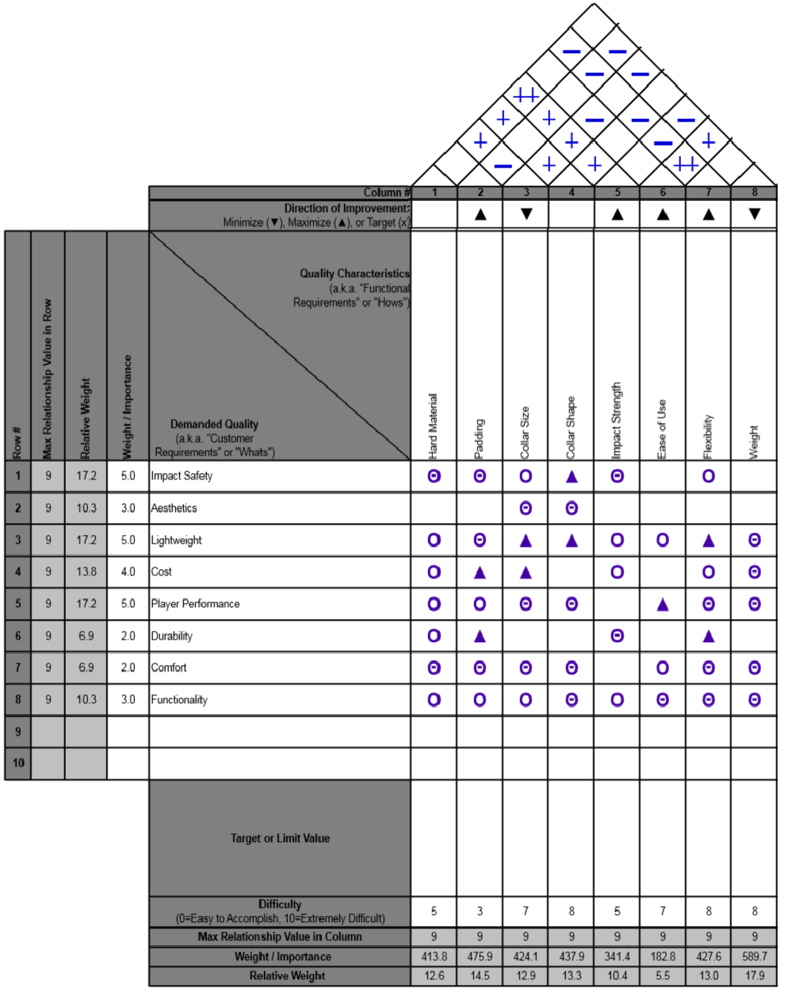 − −
− −
++
+ + − − −
+ + − +
− + + ++
Column # 1 2 3 4 5 6 7 8
Direction of Improvement:
Minimize (▼), Maximize (▲), or Target (x) ▲ ▼ ▲ ▲ ▲ ▼
Quality Characteristics
(a.k.a. "Functional
Requirements" or "Hows")
Row #
Max Relationship Value in Row
Relative Weight
Weight / Importance
Demanded Quality
(a.k.a. "Customer
Requirements" or "Whats")
Hard Material
Padding
Collar Size
Collar Shape
Impact Strength
Ease of Use
Flexibility
Weight
1 9 17.2 5.0 Impact Safety Θ Θ Ο ▲ Θ Ο
2 9 10.3 3.0 Aesthetics Θ Θ
3 9 17.2 5.0 Lightweight Ο Θ ▲ ▲ Ο Ο ▲ Θ
4 9 13.8 4.0 Cost Ο ▲ ▲ Ο Ο Θ
5 9 17.2 5.0 Player Performance Ο Ο Θ Θ ▲ Θ Θ
6 9 6.9 2.0 Durability Ο ▲ Θ ▲
7 9 6.9 2.0 Comfort Θ Θ Θ Θ Ο Θ Θ
8 9 10.3 3.0 Functionality Ο Ο Ο Θ Ο Θ Θ Θ
9
10
Target or Limit Value
Difficulty
(0=Easy to Accomplish, 10=Extremely Difficult) 5 3 7 8 5 7 8 8
Max Relationship Value in Column 9 9 9 9 9 9 9 9
Weight / Importance 413.8 475.9 424.1 437.9 341.4 182.8 427.6 589.7
Relative Weight 12.6 14.5 12.9 13.3 10.4 5.5 13.0 17.9